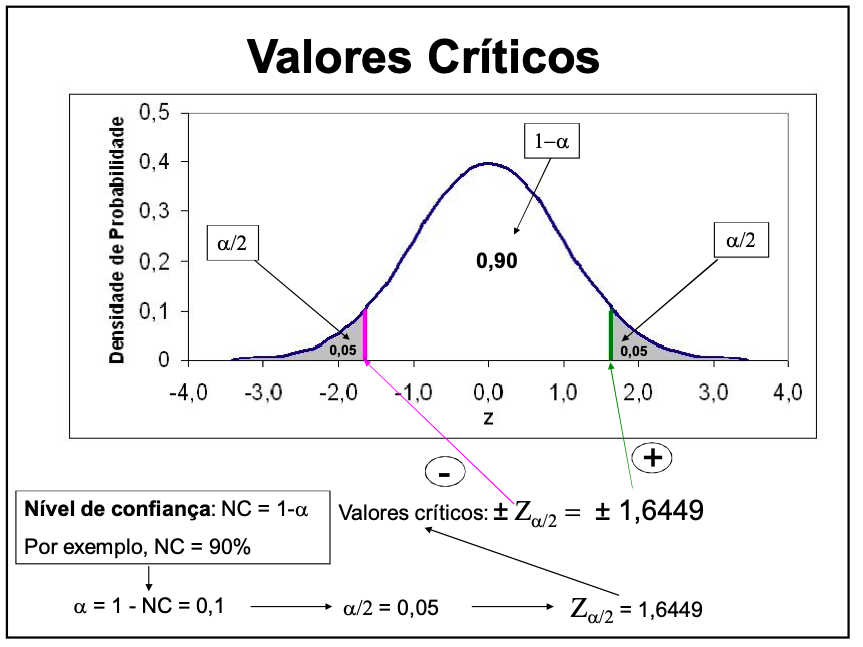 Valores Críticos
Densidade de Probabilidade
0,5
0,4
0,3
0,2
0,1
0
1−α
α/2
α/2
0,90
0,05
0,05
-4,0 -3,0 -2,0 -1,0 0,0 1,0 2,0 3,0 4,0
z
- +
Nível de confiança: NC = 1-α
Por exemplo, NC = 90%
Valores críticos: ± Zα/2 = ± 1,6449
α = 1 - NC = 0,1
α/2 = 0,05
Zα/2 = 1,6449